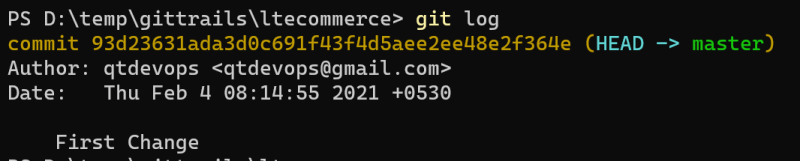 PS D:\temp\gittrails\ltecommerce> git log
commit 93d23631ada3d0c691f43f4d5aee2ee48e2f364e (HEAD -> master)
Author: qtdevops <qtdevops@gmail.com>
Date:   Thu Feb 4 08:14:55 2021 +0530
    First Change